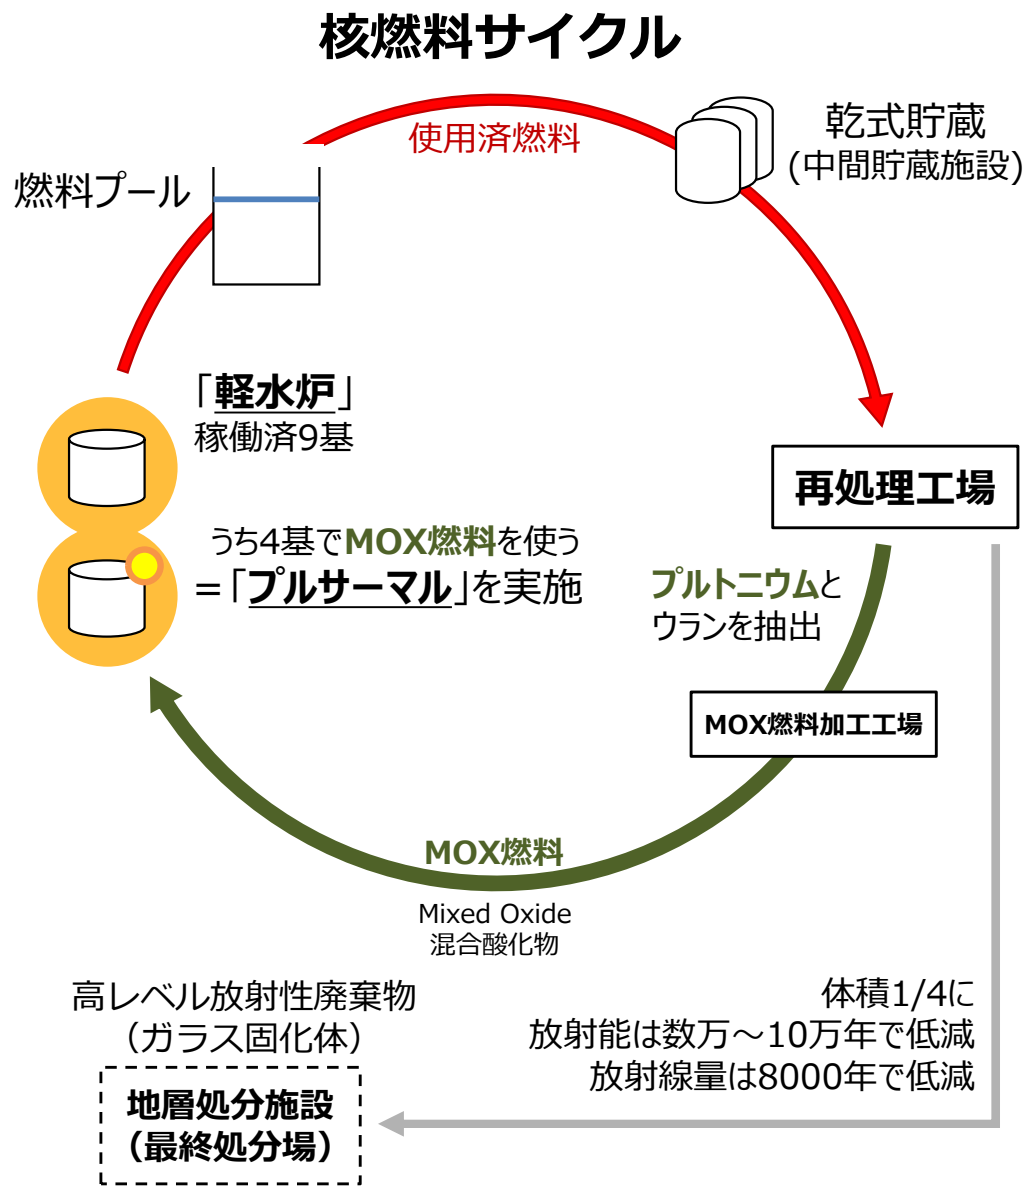 核燃料サイクル
使用済燃料
乾式貯蔵
(中間貯蔵施設)
燃料プール
「軽水炉」
稼働済9基
再処理工場
うち4基でMOX燃料を使う
=「プルサーマル」を実施
プルトニウムと
ウランを抽出
MOX燃料加工工場
MOX燃料
Mixed Oxide
混合酸化物
高レベル放射性廃棄物
（ガラス固化体）
体積1/4に
放射能は数万～10万年で低減
放射線量は8000年で低減
地層処分施設
（最終処分場）